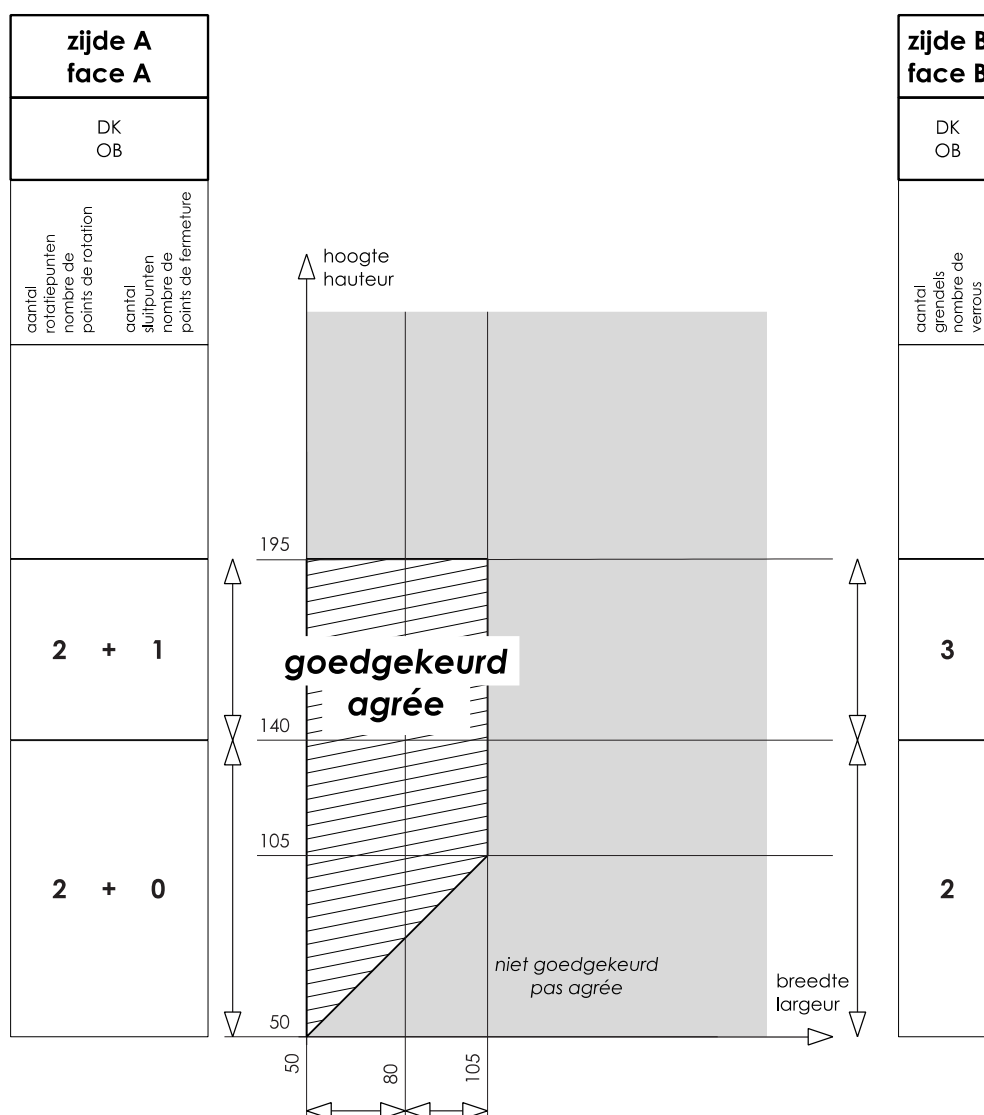 zijde A
face A
DK
OB
aantal
rotatiepunten
nombre de
points de rotation
aantal
sluitpunten
nombre de
points de fermeture
2 + 1
2 + 0
hoogte
hauteur
195
140
105
50
goedgekeurd
agrée
niet goedgekeurd
pas agrée
breedte
largeur
50
80
105
zijde B
face B
DK
OB
aantal
grendels
nombre de
verrous
3
2